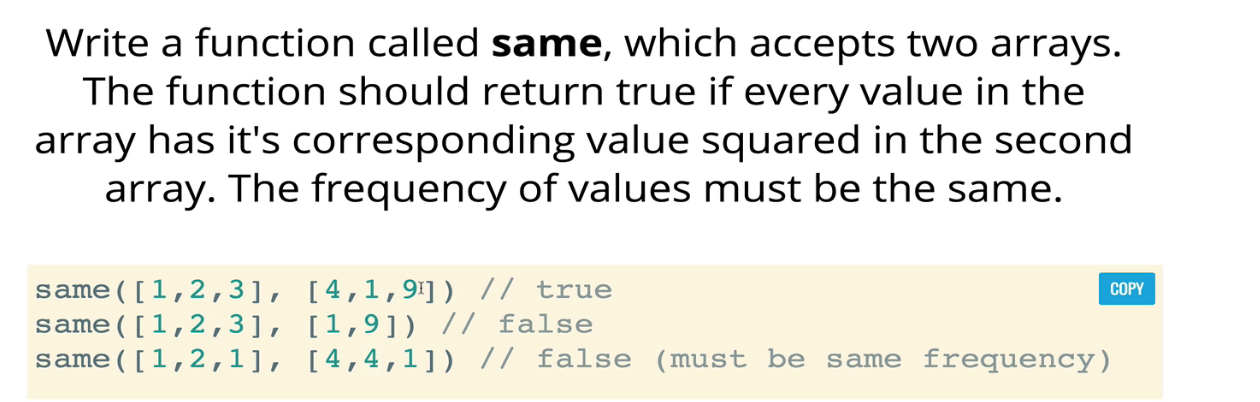 Write a function called same, which accepts two arrays.
The function should return true if every value in the
array has it's corresponding value squared in the second
array. The frequency of values must be the same.
same([1,2,3], [4,1,9]) // true
COPY
same([1,2,3], [1,9]) // false
same([1,2,1], [4,4,1]) // false (must be same frequency)